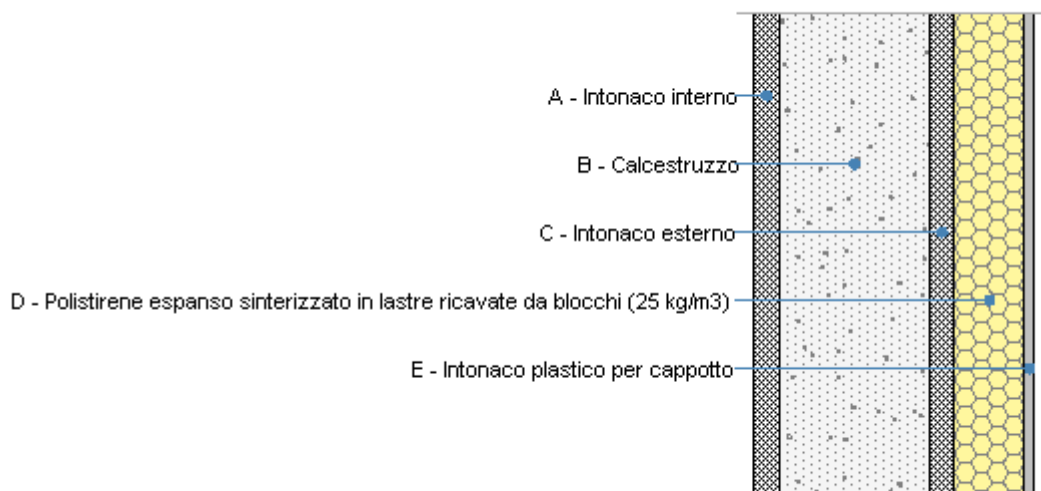 A - Intonaco interno
B - Calcestruzzo
C - Intonaco esterno
D - Polistirene espanso sinterizzato in lastre ricavate da blocchi (25 kg/m3)
E - Intonaco plastico per cappotto